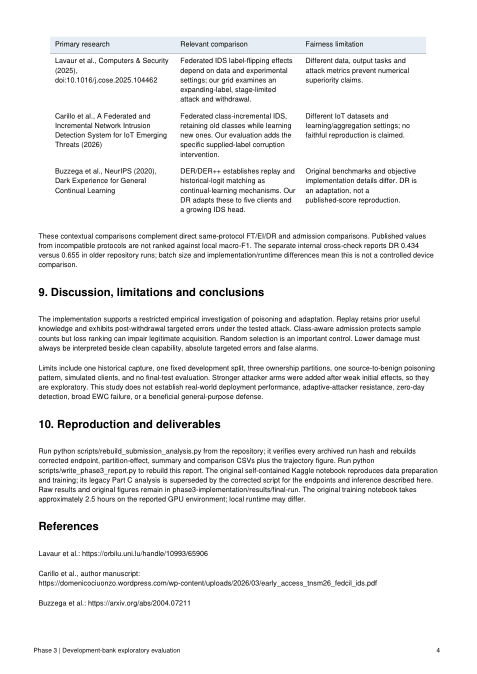 Primary research Relevant comparison Fairness limitation
Lavaur et al., Computers & Security
(2025),
doi:10.1016/j.cose.2025.104462
Federated IDS label-flipping effects
depend on data and experimental
settings; our grid examines an
expanding-label, stage-limited
attack and withdrawal.
Different data, output tasks and
attack metrics prevent numerical
superiority claims.
Carillo et al., A Federated and
Incremental Network Intrusion
Detection System for IoT Emerging
Threats (2026)
Federated class-incremental IDS,
retaining old classes while learning
new ones. Our evaluation adds the
specific supplied-label corruption
intervention.
Different IoT datasets and
learning/aggregation settings; no
faithful reproduction is claimed.
Buzzega et al., NeurIPS (2020),
Dark Experience for General
Continual Learning
DER/DER++ establishes replay and
historical-logit matching as
continual-learning mechanisms. Our
DR adapts these to five clients and
a growing IDS head.
Original benchmarks and objective
implementation details differ. DR is
an adaptation, not a
published-score reproduction.
These contextual comparisons complement direct same-protocol FT/EI/DR and admission comparisons. Published values
from incompatible protocols are not ranked against local macro-F1. The separate internal cross-check reports DR 0.434
versus 0.655 in older repository runs; batch size and implementation/runtime differences mean this is not a controlled device
comparison.
9. Discussion, limitations and conclusions
The implementation supports a restricted empirical investigation of poisoning and adaptation. Replay retains prior useful
knowledge and exhibits post-withdrawal targeted errors under the tested attack. Class-aware admission protects sample
counts but loss ranking can impair legitimate acquisition. Random selection is an important control. Lower damage must
always be interpreted beside clean capability, absolute targeted errors and false alarms.
Limits include one historical capture, one fixed development split, three ownership partitions, one source-to-benign poisoning
pattern, simulated clients, and no final-test evaluation. Stronger attacker arms were added after weak initial effects, so they
are exploratory. This study does not establish real-world deployment performance, adaptive-attacker resistance, zero-day
detection, broad EWC failure, or a beneficial general-purpose defense.
10. Reproduction and deliverables
Run python scripts/rebuild_submission_analysis.py from the repository; it verifies every archived run hash and rebuilds
corrected endpoint, partition-effect, summary and comparison CSVs plus the trajectory figure. Run python
scripts/write_phase3_report.py to rebuild this report. The original self-contained Kaggle notebook reproduces data preparation
and training; its legacy Part C analysis is superseded by the corrected script for the endpoints and inference described here.
Raw results and original figures remain in phase3-implementation/results/final-run. The original training notebook takes
approximately 2.5 hours on the reported GPU environment; local runtime may differ.
References
Lavaur et al.: https://orbilu.uni.lu/handle/10993/65906
Carillo et al., author manuscript:
https://domenicociuonzo.wordpress.com/wp-content/uploads/2026/03/early_access_tnsm26_fedcil_ids.pdf
Buzzega et al.: https://arxiv.org/abs/2004.07211
Phase 3 | Development-bank exploratory evaluation 4